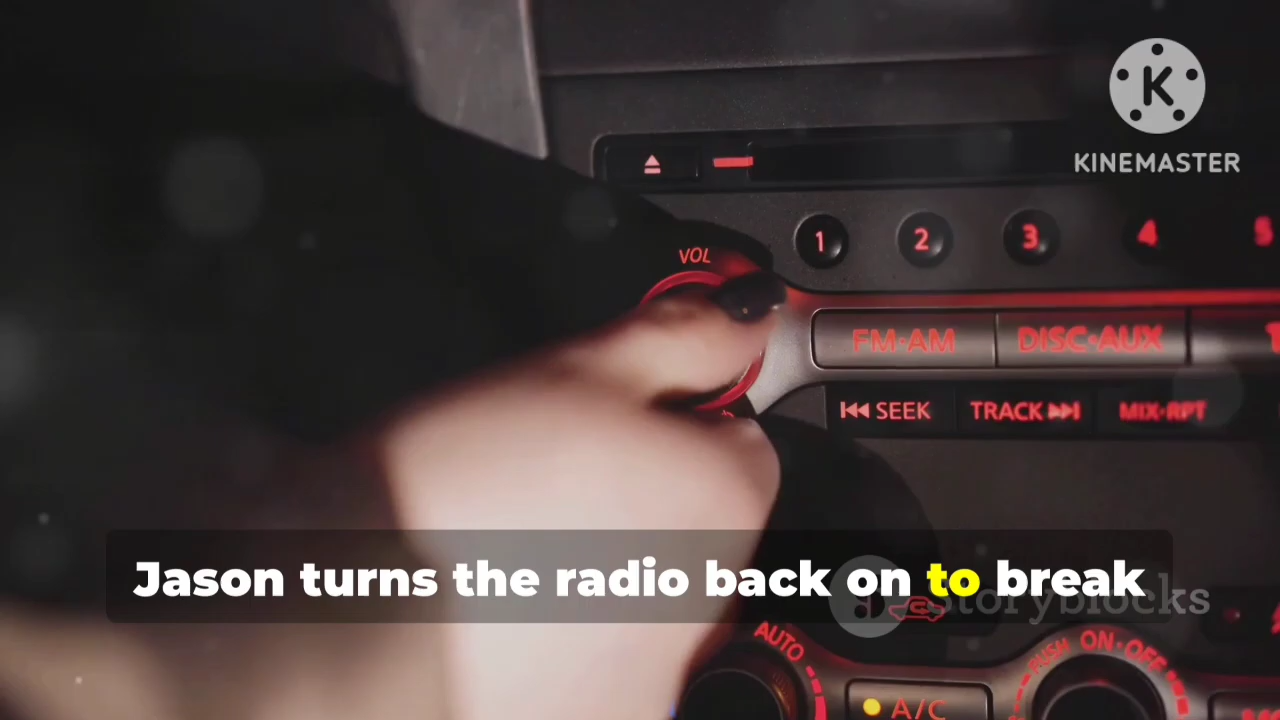 KINEMASTER
VOL
1 2 3 4 5
FM·AM DISC·AUX
SEEK TRACK MIX·RPT
Jason turns the radio back on to break
Storyblocks
AUTO
PUSH ON·OFF
A/C